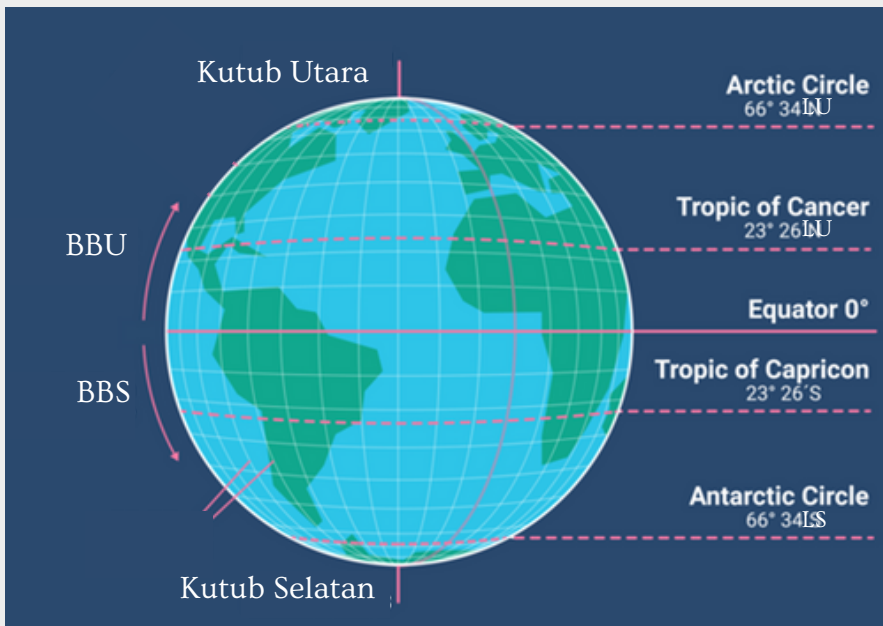 Kutub Utara
Arctic Circle
66° 34' LU
Tropic of Cancer
23° 26' LU
BBU
Equator 0°
Tropic of Capricon
23° 26´S
BBS
Antarctic Circle
66° 34' LS
Kutub Selatan